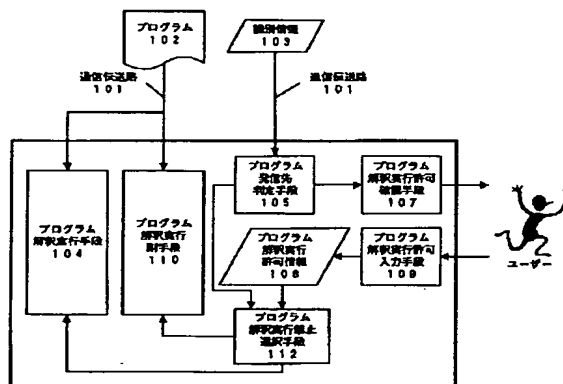 プログラム
102
識別情報
103
通信伝送路
101
通信伝送路
101
プログラム
解釈実行手段
104
プログラム
解釈実行
副手段
110
プログラム
発信先
判定手段
105
プログラム
解釈実行許可
確認手段
107
プログラム
解釈実行
許可情報
108
プログラム
解釈実行許可
入力手段
109
ユーザー
プログラム
解釈実行禁止
選択手段
112